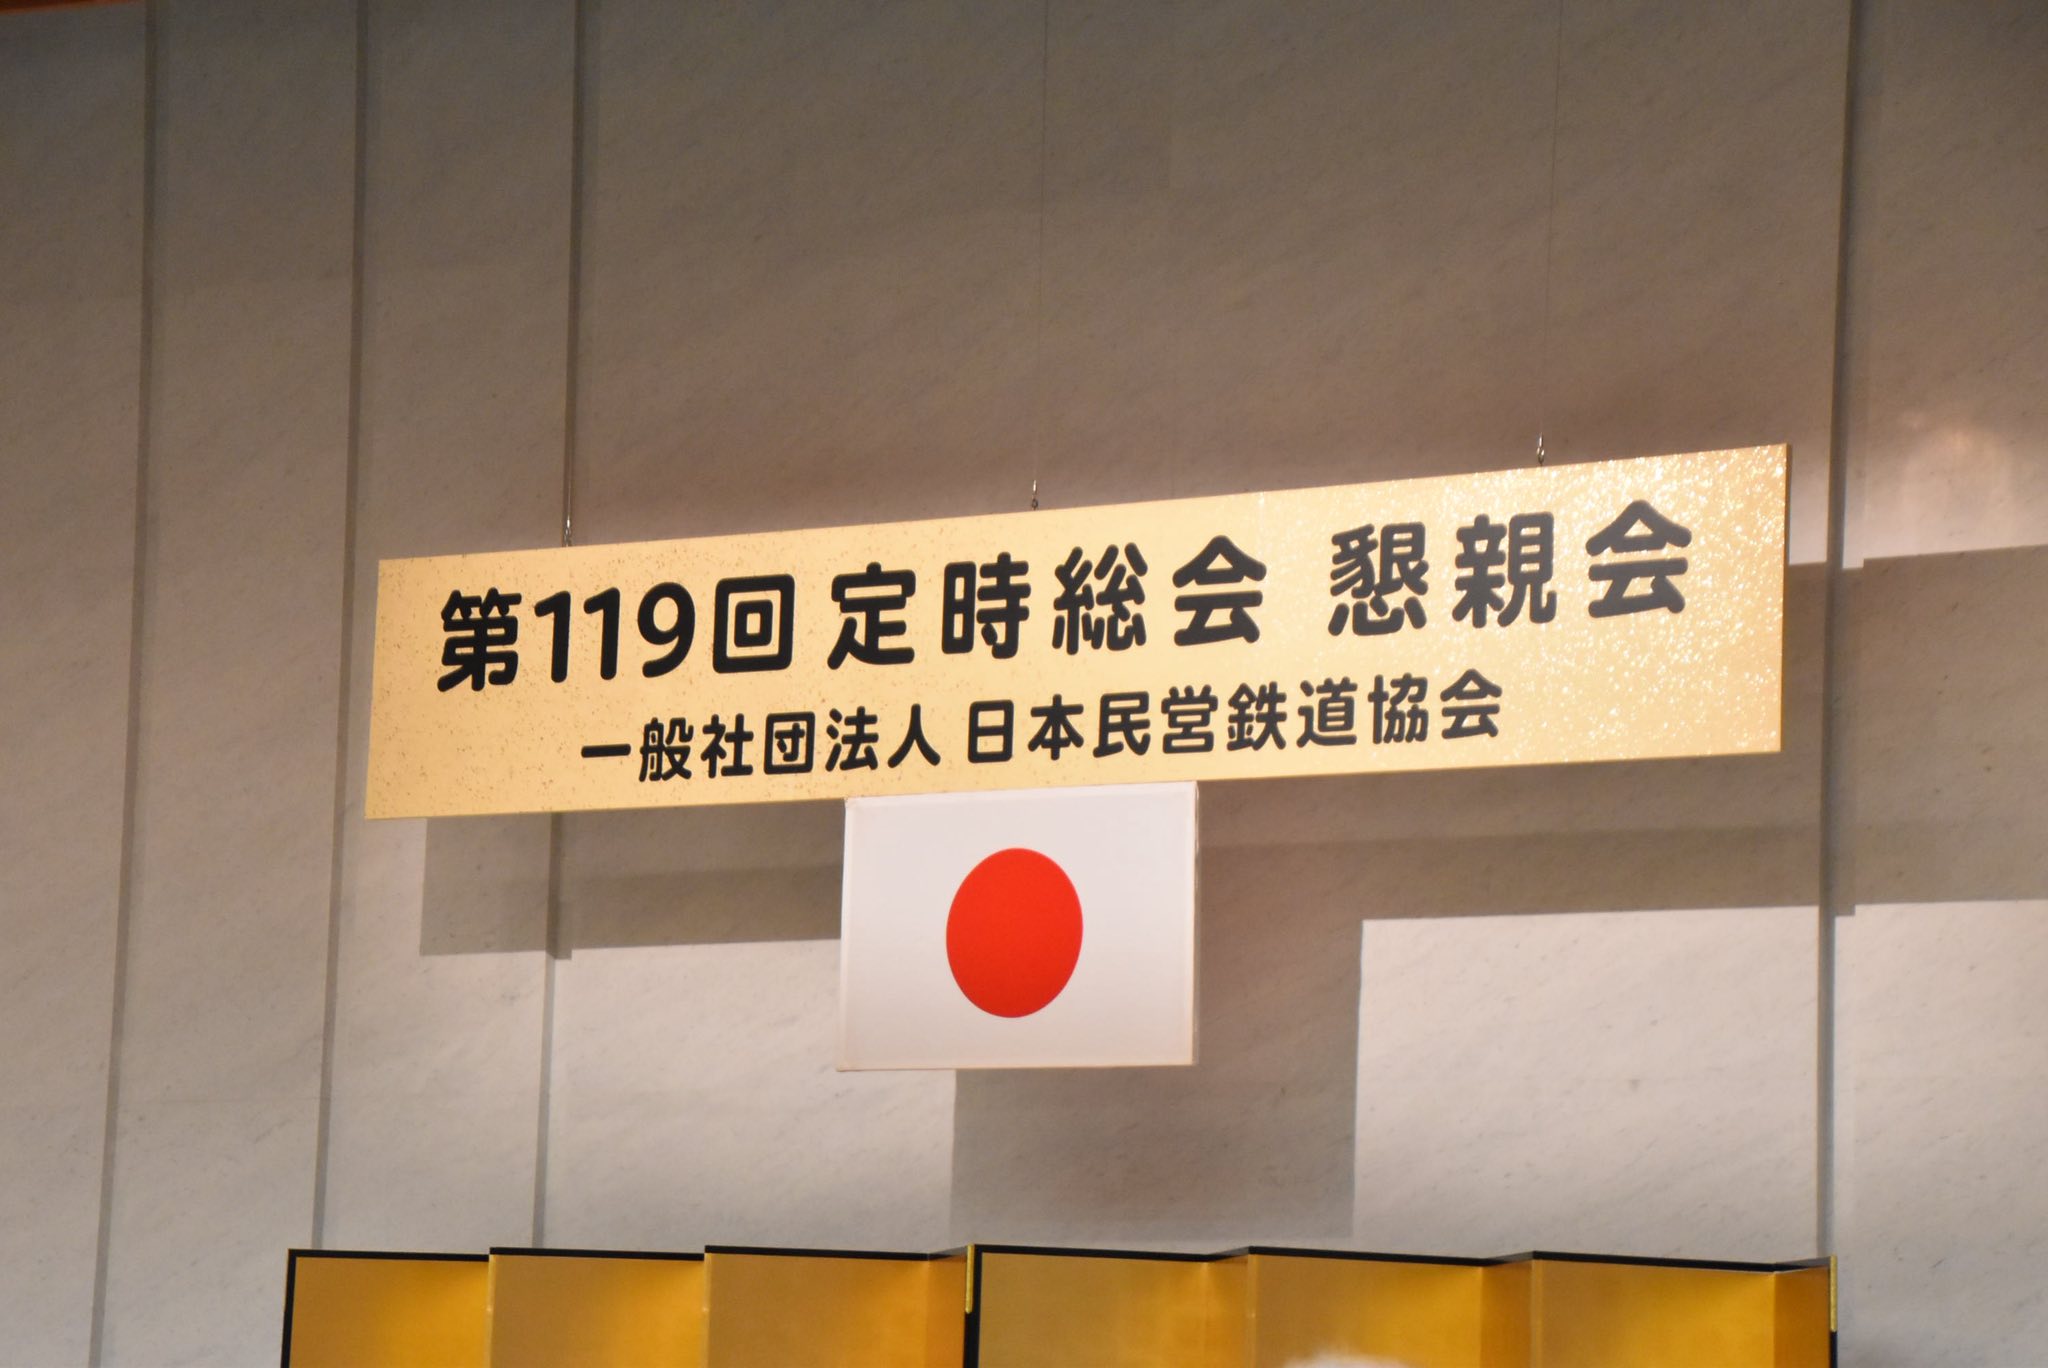 第119回 定時総会 懇親会
一般社団法人 日本民営鉄道協会